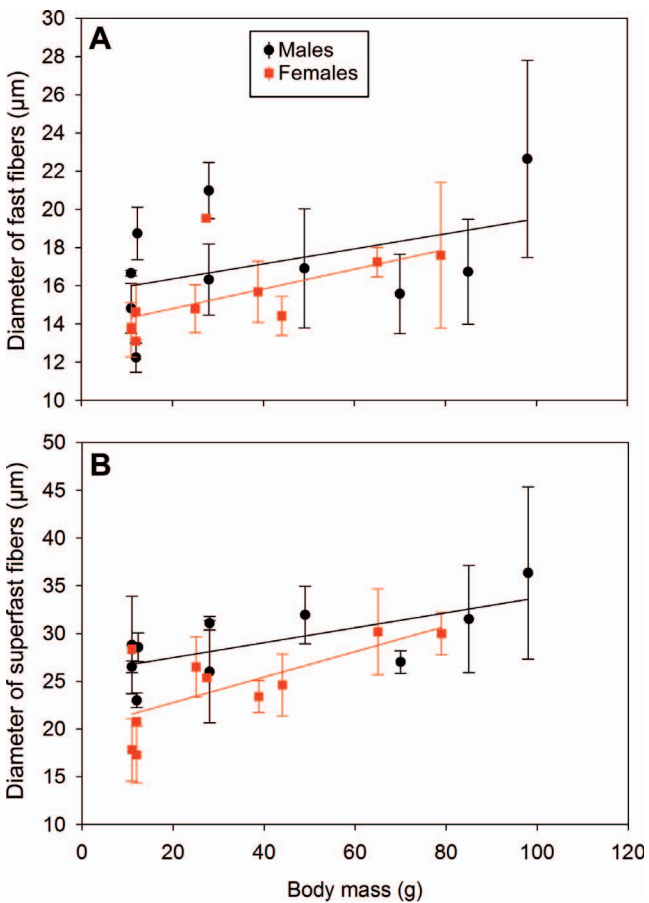 30
28
26
24
22
20
18
16
14
12
10
Diameter of fast fibers (µm)
A
Males
Females
50
45
40
35
30
25
20
15
10
Diameter of superfast fibers (µm)
B
0 20 40 60 80 100 120
Body mass (g)